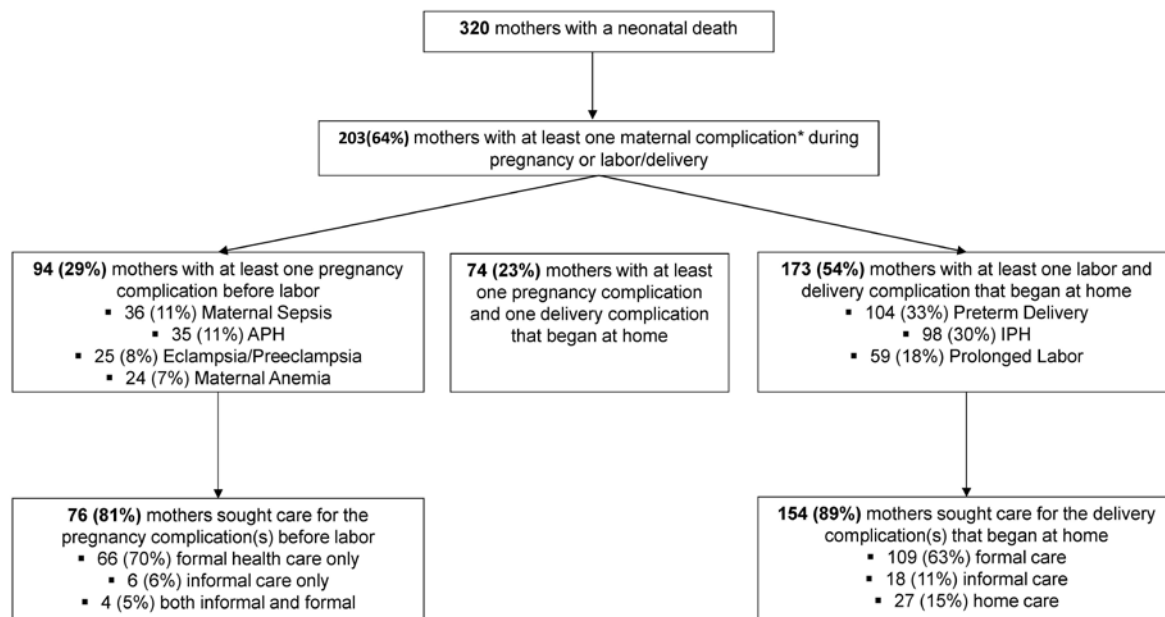 320 mothers with a neonatal death
203(64%) mothers with at least one maternal complication* during
pregnancy or labor/delivery
94 (29%) mothers with at least one pregnancy
complication before labor
▪ 36 (11%) Maternal Sepsis
▪ 35 (11%) APH
▪ 25 (8%) Eclampsia/Preeclampsia
▪ 24 (7%) Maternal Anemia
74 (23%) mothers with at least
one pregnancy complication
and one delivery complication
that began at home
173 (54%) mothers with at least one labor and
delivery complication that began at home
▪ 104 (33%) Preterm Delivery
▪ 98 (30%) IPH
▪ 59 (18%) Prolonged Labor
76 (81%) mothers sought care for the
pregnancy complication(s) before labor
▪ 66 (70%) formal health care only
▪ 6 (6%) informal care only
▪ 4 (5%) both informal and formal
154 (89%) mothers sought care for the delivery
complication(s) that began at home
▪ 109 (63%) formal care
▪ 18 (11%) informal care
▪ 27 (15%) home care